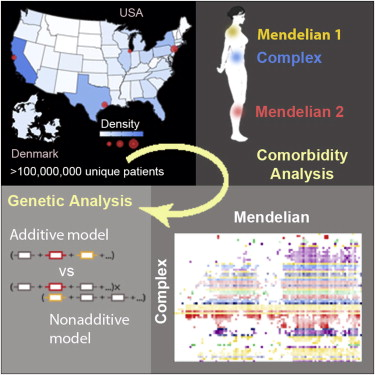 USA
Density
Denmark
>100,000,000 unique patients
Mendelian 1
Complex
Mendelian 2
Comorbidity
Analysis
Genetic Analysis
Additive model
( + + + ...)
vs
( + + + ...)×
( + + + ...)
Nonadditive
model
Mendelian
Complex